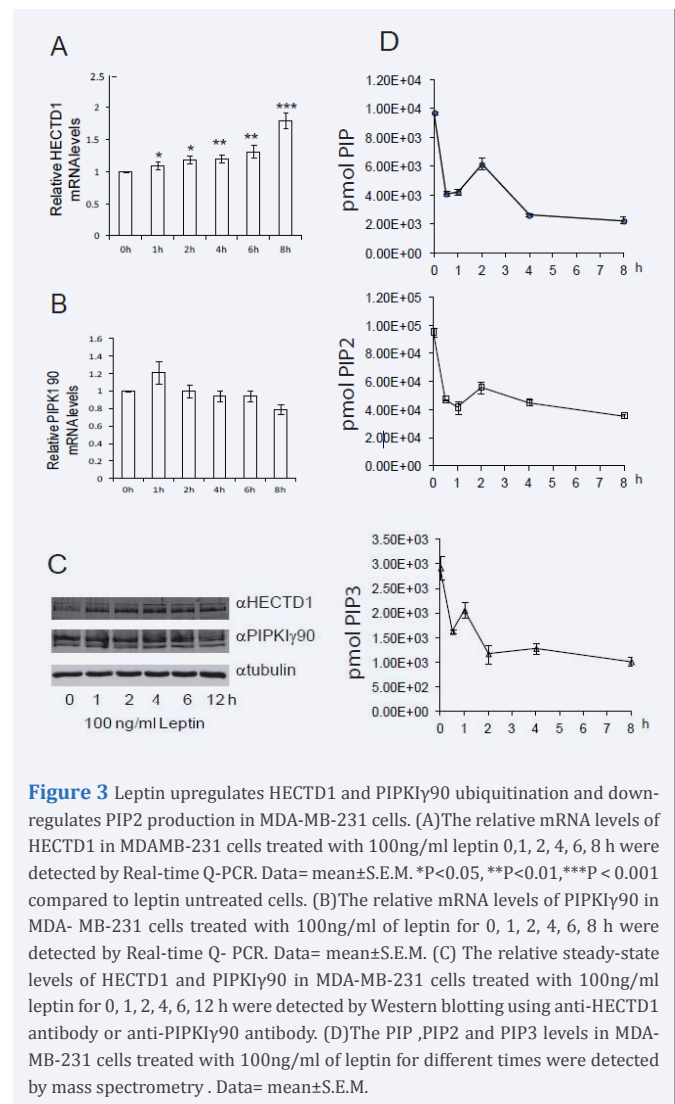 A
Relative HECTD1
mRNA levels
2.5
2
1.5
1
0.5
0
*
*
**
**
***
0h 1h 2h 4h 6h 8h
B
Relative PIPK190
mRNA levels
1.6
1.4
1.2
1
0.8
0.6
0.4
0.2
0
0h 1h 2h 4h 6h 8h
C
αHECTD1
αPIPKIγ90
αtubulin
0 1 2 4 6 12 h
100 ng/ml Leptin
D
pmol PIP
1.20E+04
1.00E+04
8.00E+03
6.00E+03
4.00E+03
2.00E+03
0.00E+00
0 1 2 3 4 5 6 7 8 h
pmol PIP2
1.20E+05
1.00E+05
8.00E+04
6.00E+04
4.00E+04
2.00E+04
0.00E+00
0 1 2 3 4 5 6 7 8 h
pmol PIP3
3.50E+03
3.00E+03
2.50E+03
2.00E+03
1.50E+03
1.00E+03
5.00E+02
0.00E+00
0 1 2 3 4 5 6 7 8 h
Figure 3 Leptin upregulates HECTD1 and PIPKIγ90 ubiquitination and down-
regulates PIP2 production in MDA-MB-231 cells. (A)The relative mRNA levels of
HECTD1 in MDAMB-231 cells treated with 100ng/ml leptin 0,1, 2, 4, 6, 8 h were
detected by Real-time Q-PCR. Data= mean±S.E.M. *P<0.05, **P<0.01,***P < 0.001
compared to leptin untreated cells. (B)The relative mRNA levels of PIPKIγ90 in
MDA- MB-231 cells treated with 100ng/ml of leptin for 0, 1, 2, 4, 6, 8 h were
detected by Real-time Q- PCR. Data= mean±S.E.M. (C) The relative steady-state
levels of HECTD1 and PIPKIγ90 in MDA-MB-231 cells treated with 100ng/ml
leptin for 0, 1, 2, 4, 6, 12 h were detected by Western blotting using anti-HECTD1
antibody or anti-PIPKIγ90 antibody. (D)The PIP ,PIP2 and PIP3 levels in MDA-
MB-231 cells treated with 100ng/ml of leptin for different times were detected
by mass spectrometry . Data= mean±S.E.M.